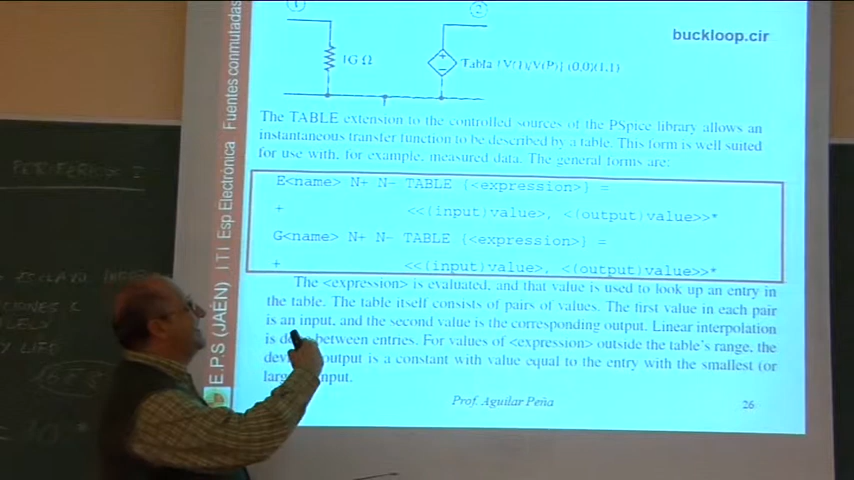 1
2
buckloop.cir
1G Ω
Tabla {V(1)/V(P)} (0,0)(1,1)
The TABLE extension to the controlled sources of the PSpice library allows an
instantaneous transfer function to be described by a table. This form is well suited
for use with, for example, measured data. The general forms are:
E<name> N+ N- TABLE {<expression>} =
+ <<(input)value>, <(output)value>>*
G<name> N+ N- TABLE {<expression>} =
+ <<(input)value>, <(output)value>>*
The <expression> is evaluated, and that value is used to look up an entry in
the table. The table itself consists of pairs of values. The first value in each pair
is an input, and the second value is the corresponding output. Linear interpolation
is between entries. For values of <expression> outside the table's range, the
output is a constant with value equal to the entry with the smallest (or
input.
Prof. Aguilar Peña
26
E.P.S (JAÉN) I T I Esp Electrónica Fuentes conmutadas
PERIFERICO I
ESCLAVO